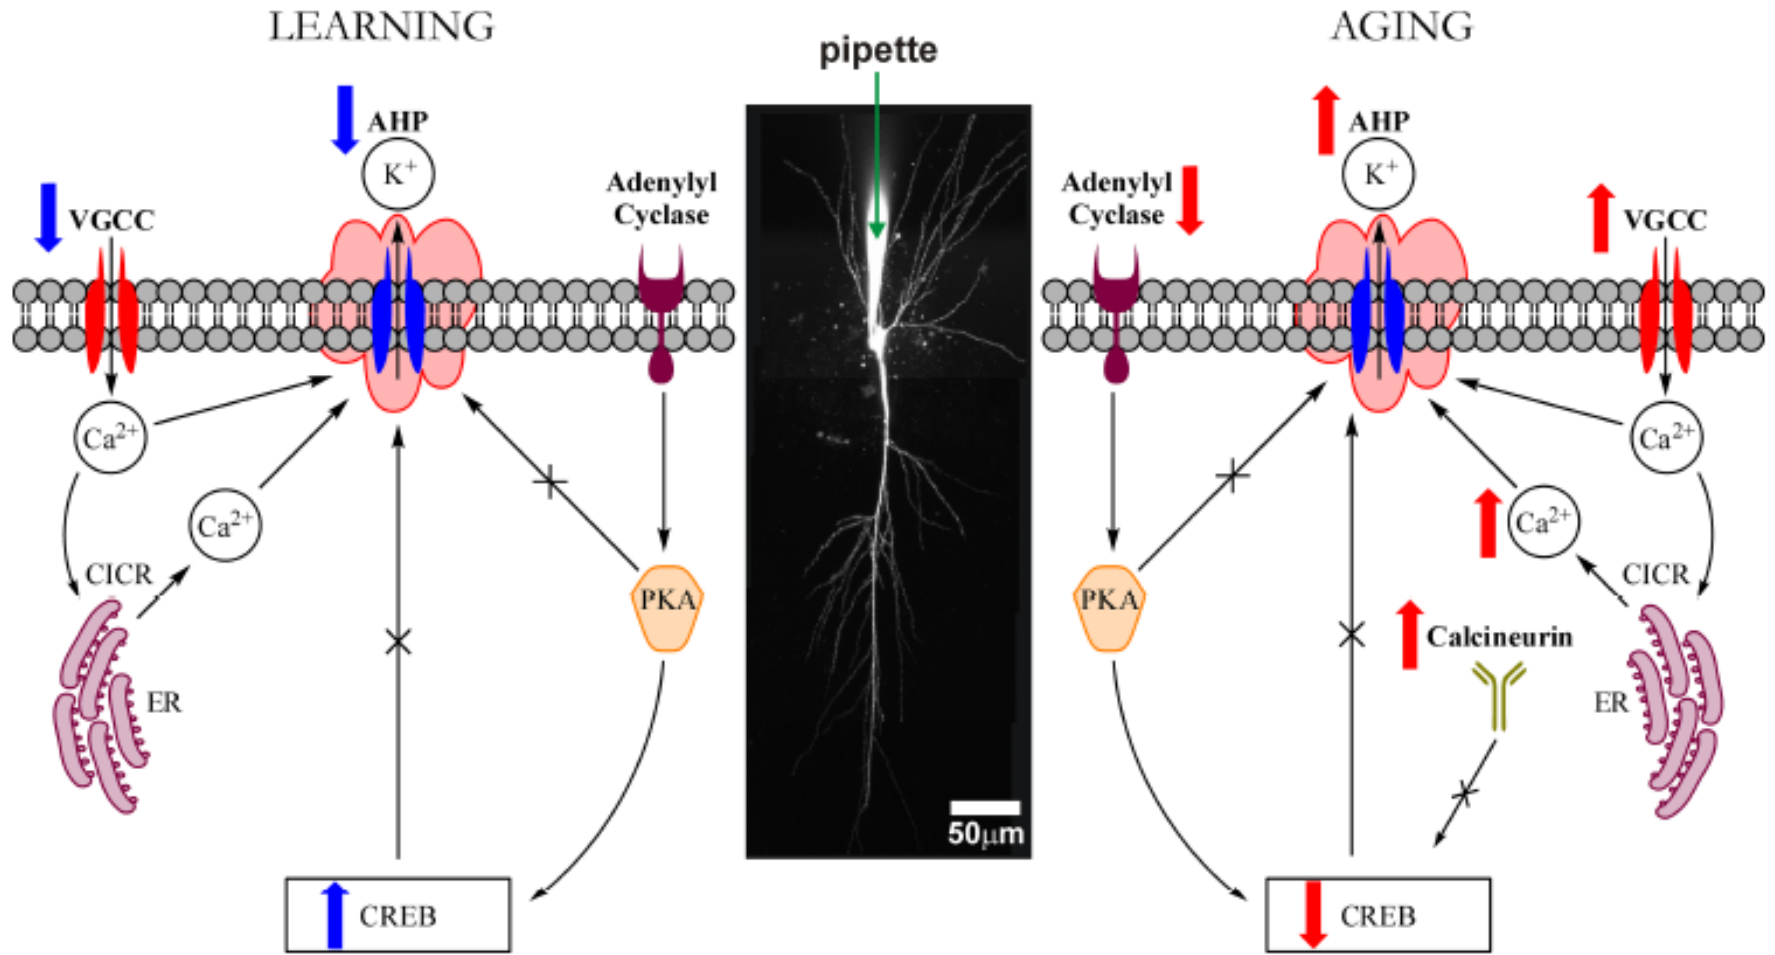 LEARNING
AHP
K+
VGCC
Adenylyl
Cyclase
Ca2+
Ca2+
CICR
ER
PKA
CREB
pipette
50μm
AGING
AHP
K+
Adenylyl
Cyclase
VGCC
Ca2+
Ca2+
CICR
PKA
Calcineurin
ER
CREB